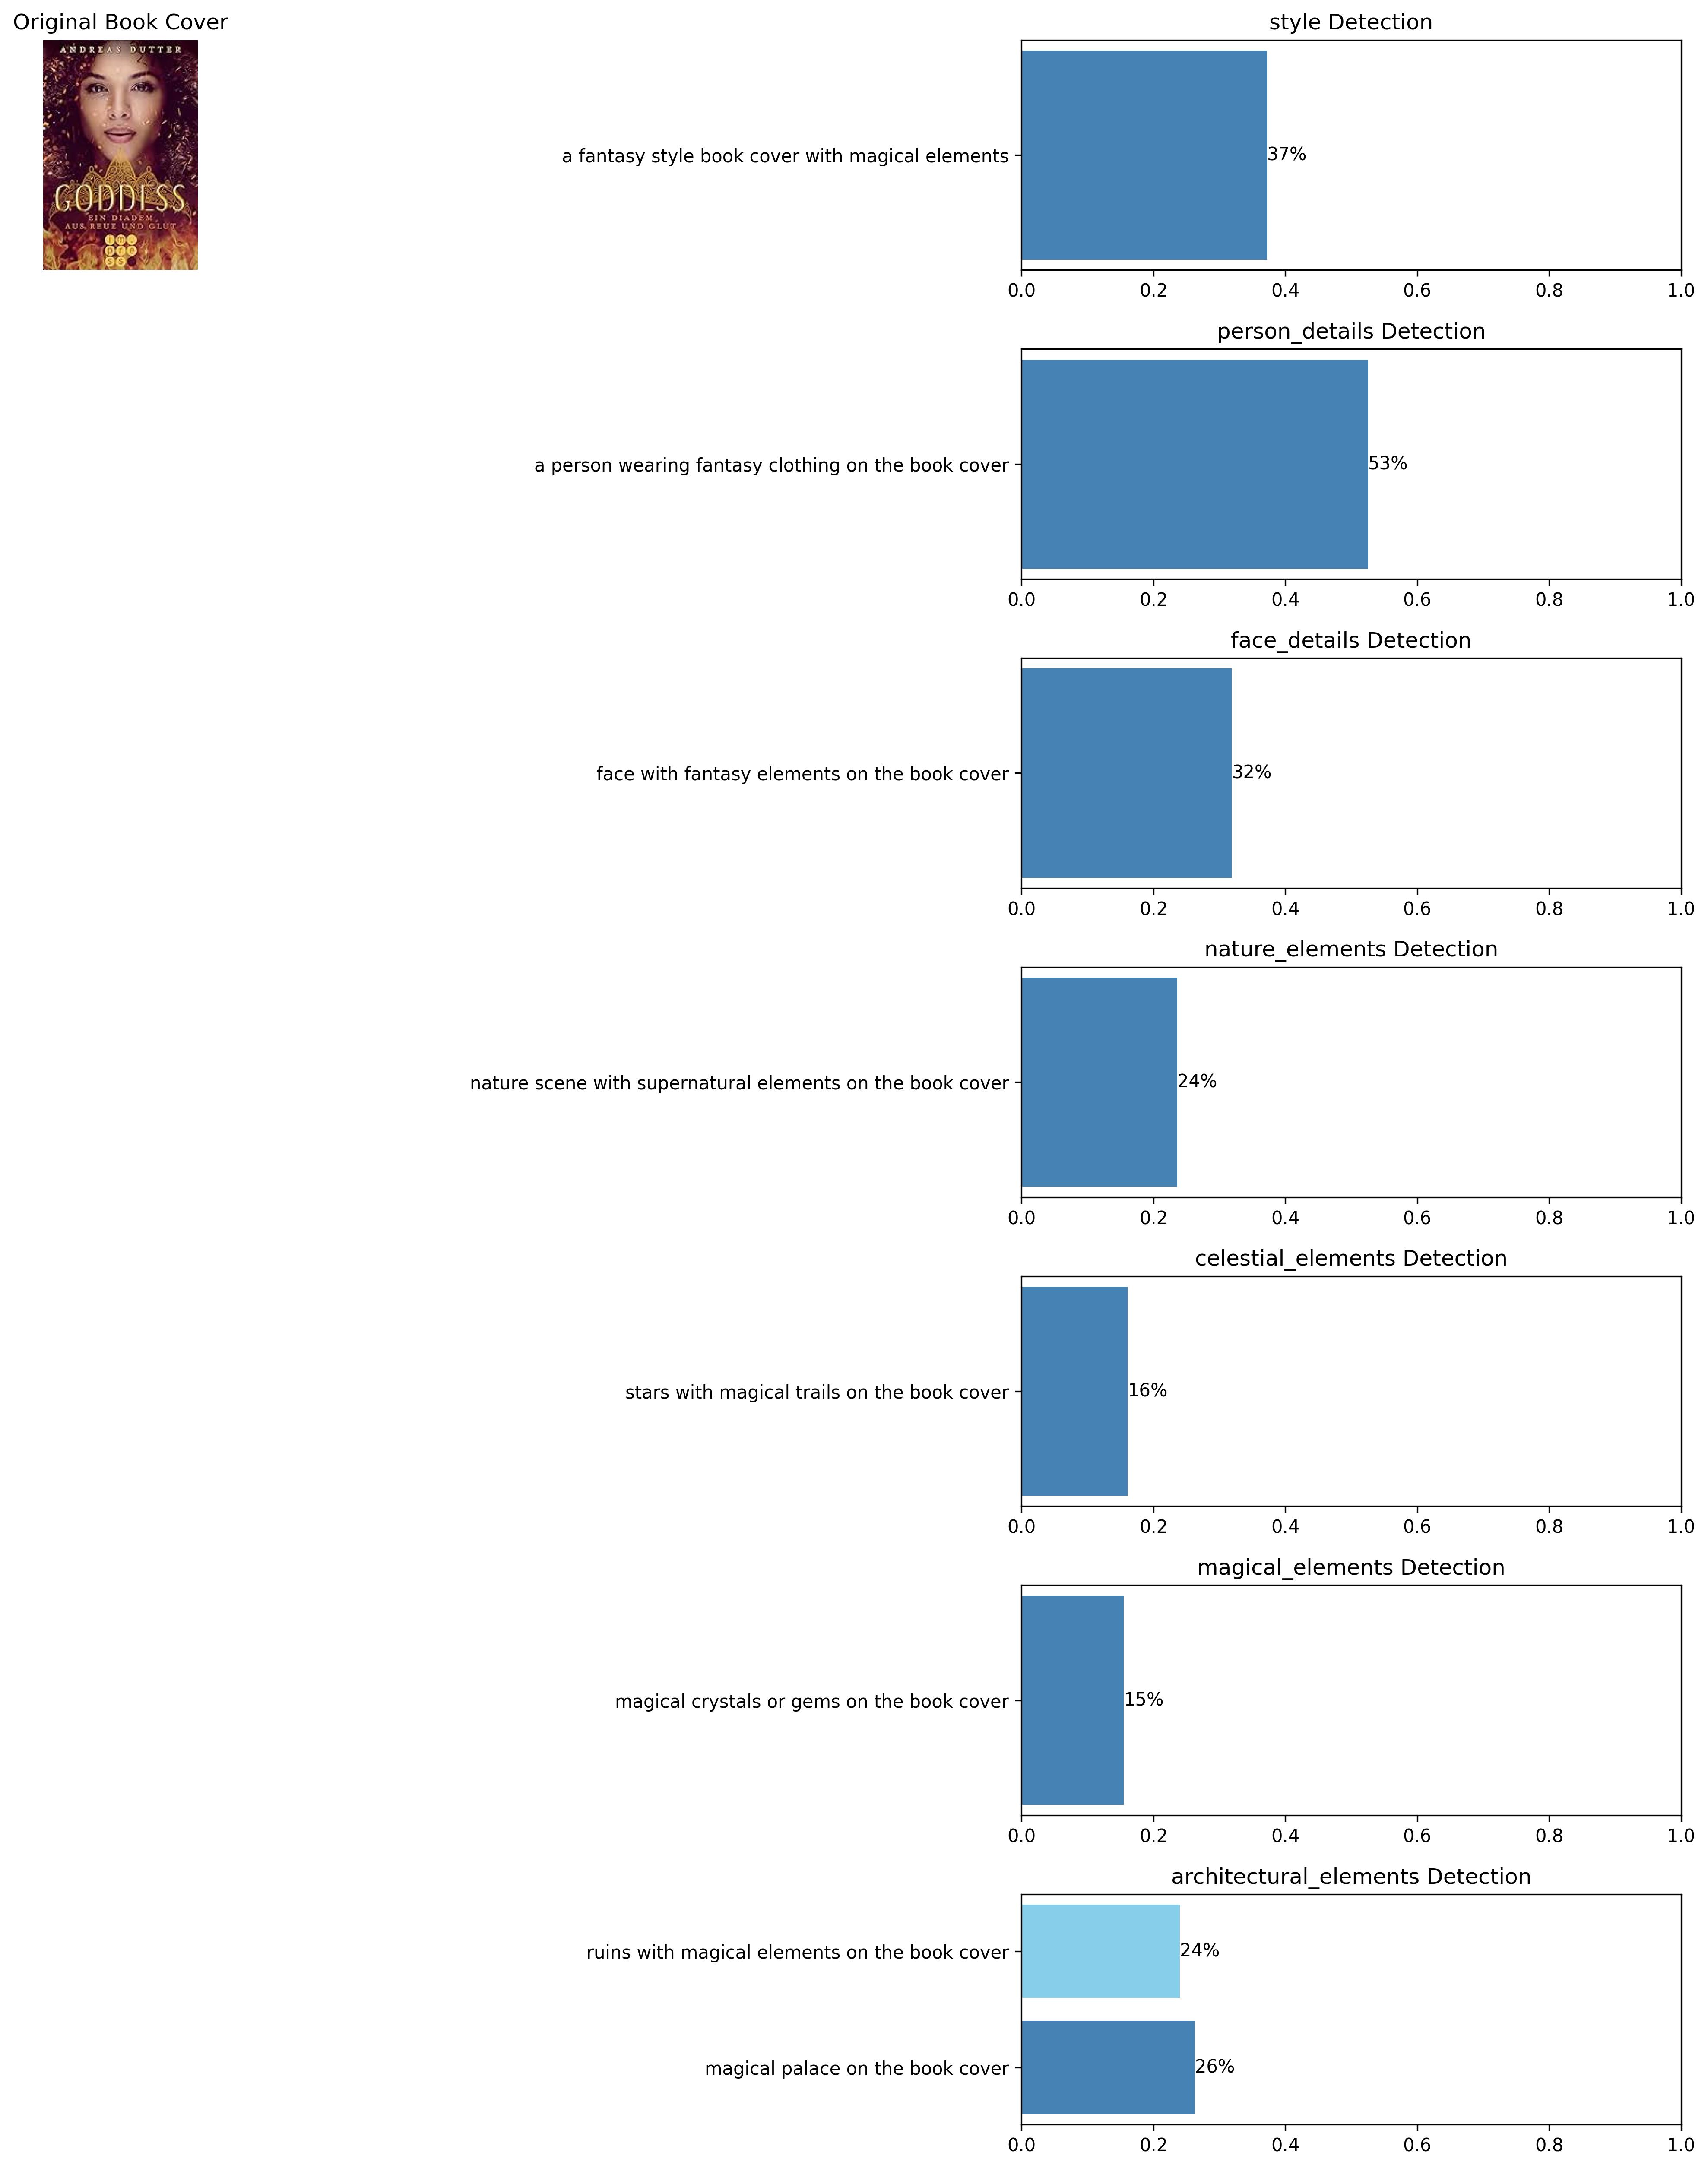 Original Book Cover
ANDREAS DUTTER
GODDESS
EIN DIADEM
AUS REUE UND GLUT
im.
pre
ss
style Detection
a fantasy style book cover with magical elements
37%
0.0 0.2 0.4 0.6 0.8 1.0
person_details Detection
a person wearing fantasy clothing on the book cover
53%
0.0 0.2 0.4 0.6 0.8 1.0
face_details Detection
face with fantasy elements on the book cover
32%
0.0 0.2 0.4 0.6 0.8 1.0
nature_elements Detection
nature scene with supernatural elements on the book cover
24%
0.0 0.2 0.4 0.6 0.8 1.0
celestial_elements Detection
stars with magical trails on the book cover
16%
0.0 0.2 0.4 0.6 0.8 1.0
magical_elements Detection
magical crystals or gems on the book cover
15%
0.0 0.2 0.4 0.6 0.8 1.0
architectural_elements Detection
ruins with magical elements on the book cover
24%
magical palace on the book cover
26%
0.0 0.2 0.4 0.6 0.8 1.0